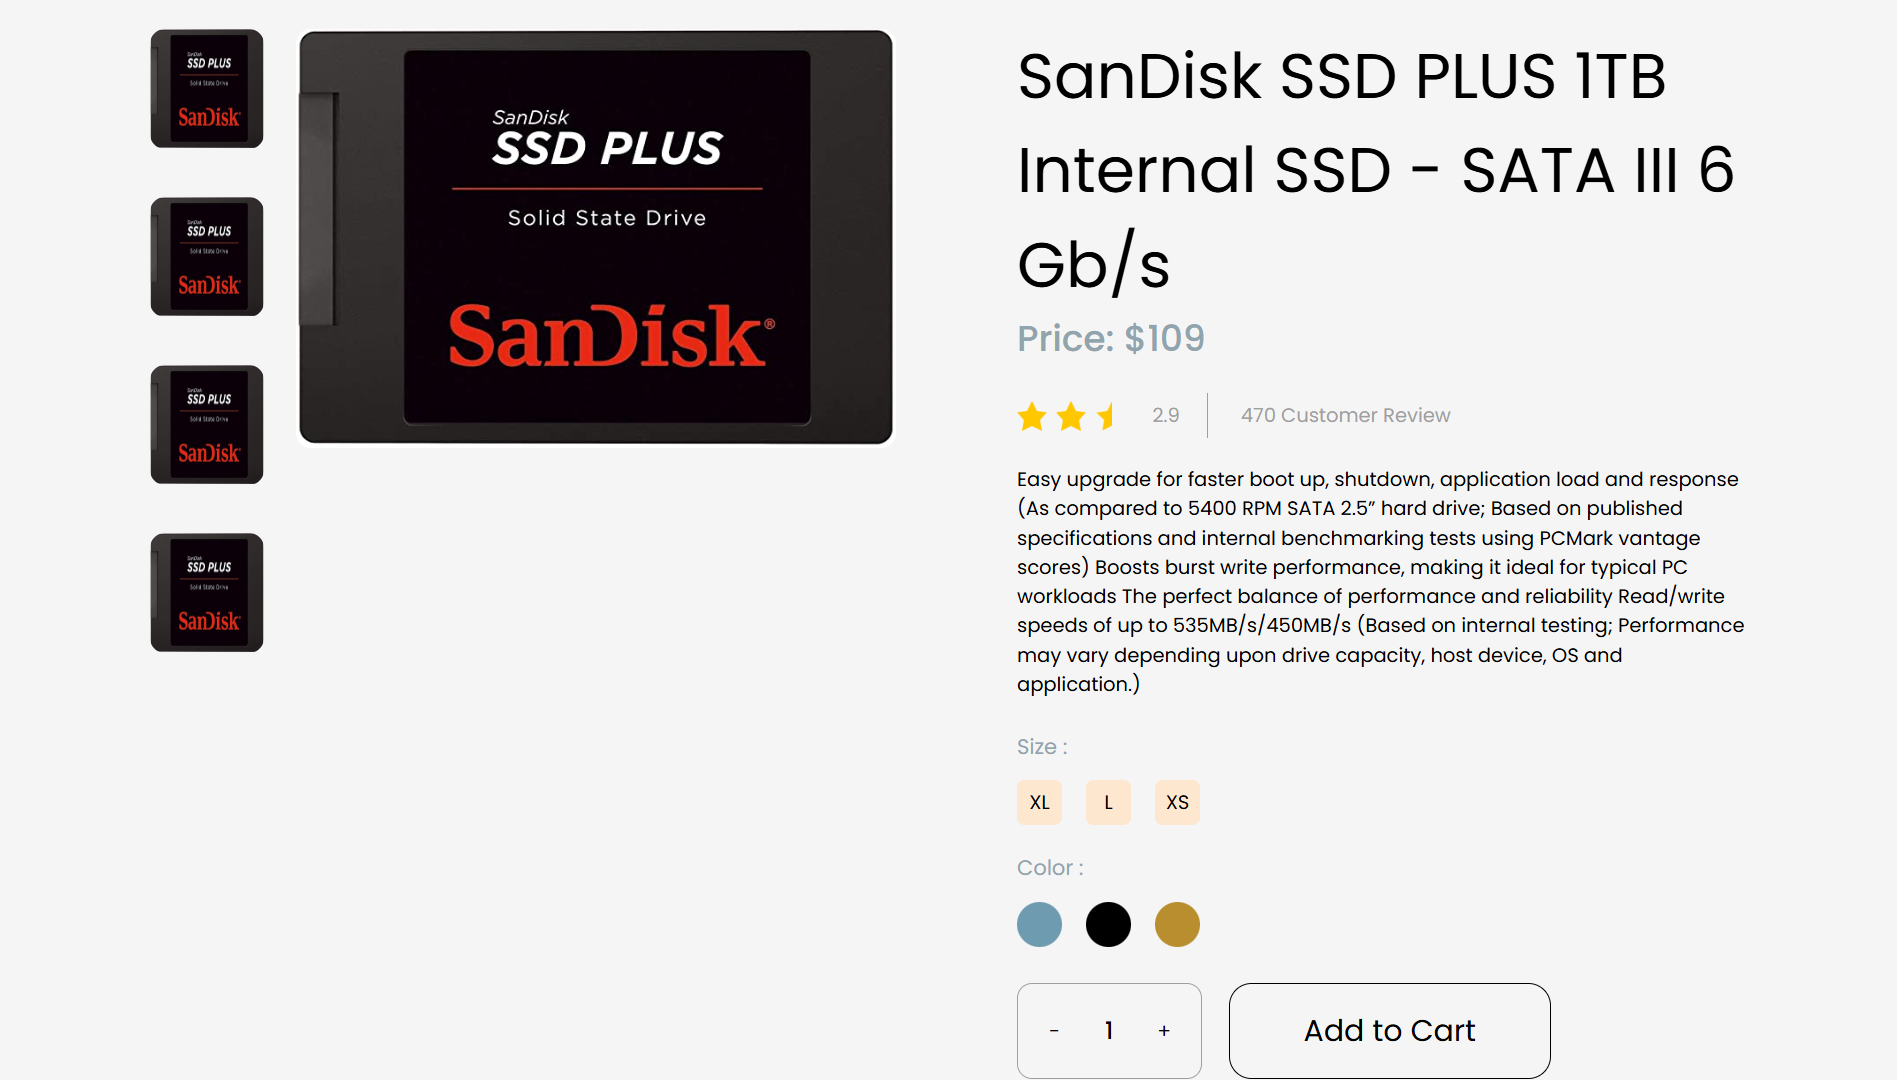 SanDisk
SSD PLUS
Solid State Drive
SanDisk
SanDisk
SSD PLUS
Solid State Drive
SanDisk
SanDisk
SSD PLUS
Solid State Drive
SanDisk
SanDisk
SSD PLUS
Solid State Drive
SanDisk
SanDisk
SSD PLUS
Solid State Drive
SanDisk®
SanDisk SSD PLUS 1TB
Internal SSD - SATA III 6
Gb/s
Price: $109
2.9
470 Customer Review
Easy upgrade for faster boot up, shutdown, application load and response
(As compared to 5400 RPM SATA 2.5” hard drive; Based on published
specifications and internal benchmarking tests using PCMark vantage
scores) Boosts burst write performance, making it ideal for typical PC
workloads The perfect balance of performance and reliability Read/write
speeds of up to 535MB/s/450MB/s (Based on internal testing; Performance
may vary depending upon drive capacity, host device, OS and
application.)
Size :
XL L XS
Color :
- 1 +
Add to Cart